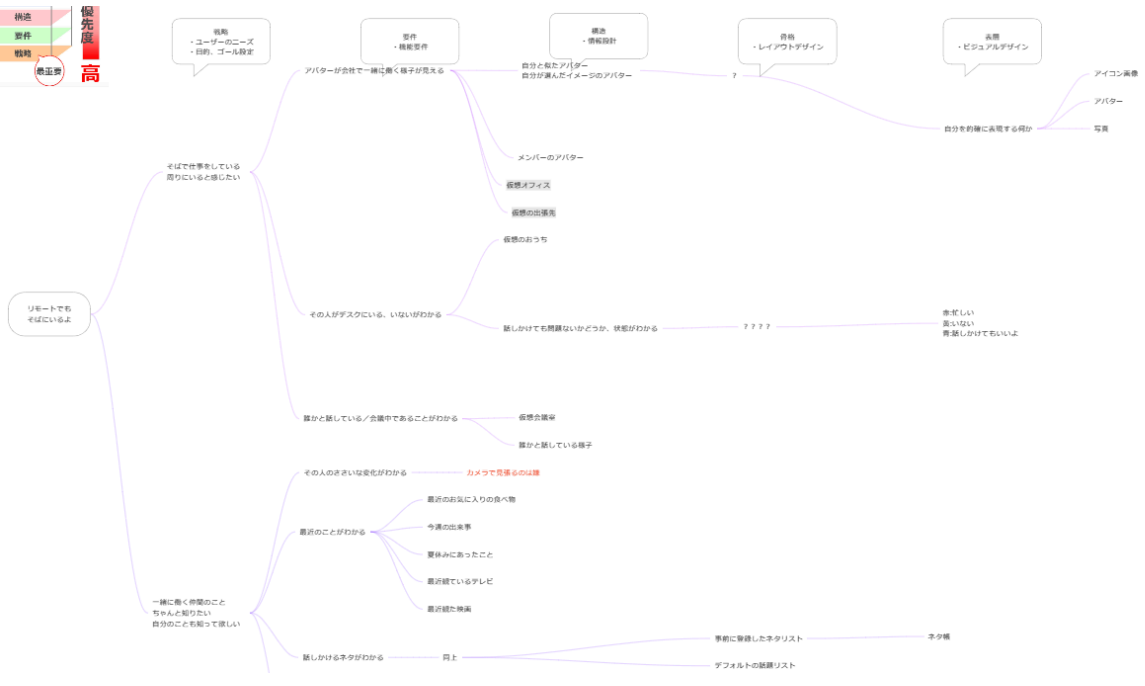 構造
要件
戦略
優先度
最重要
高
戦略
・ユーザーのニーズ
・目的、ゴール設定
要件
・機能要件
構造
・情報設計
骨格
・レイアウトデザイン
表層
・ビジュアルデザイン
リモートでも
そばにいるよ
そばで仕事をしている
周りにいると感じたい
アバターが会社で一緒に働く様子が見える
自分と似たアバター
自分が選んだイメージのアバター
?
自分を的確に表現する何か
アイコン画像
アバター
写真
メンバーのアバター
仮想オフィス
仮想の出張先
その人がデスクにいる、いないがわかる
仮想のおうち
話しかけても問題ないかどうか、状態がわかる
????
赤:忙しい
黄:いない
青:話しかけてもいいよ
誰かと話している/会議中であることがわかる
仮想会議室
誰かと話している様子
一緒に働く仲間のこと
ちゃんと知りたい
自分のことも知って欲しい
その人のささいな変化がわかる
カメラで見張るのは嫌
最近のことがわかる
最近のお気に入りの食べ物
今週の出来事
夏休みにあったこと
最近観ているテレビ
最近観た映画
話しかけるネタがわかる
同上
事前に登録したネタリスト
ネタ帳
デフォルトの話題リスト